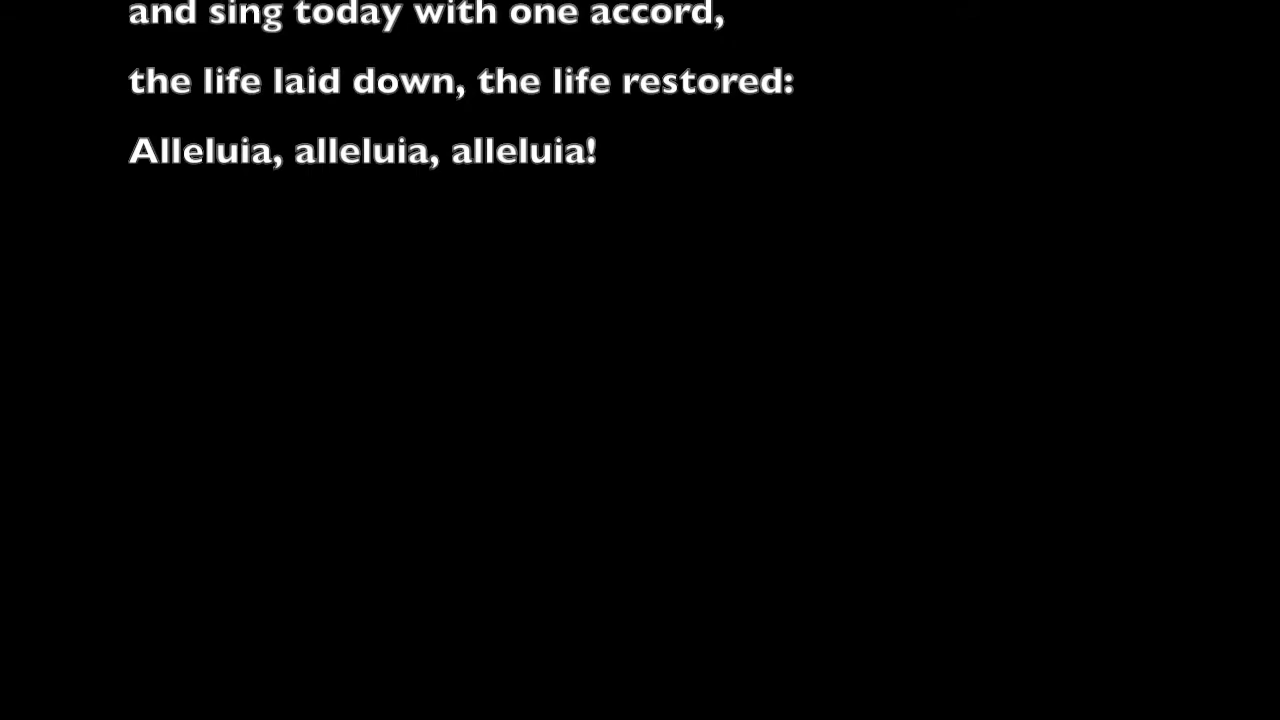 and sing today with one accord,
the life laid down, the life restored:
Alleluia, alleluia, alleluia!